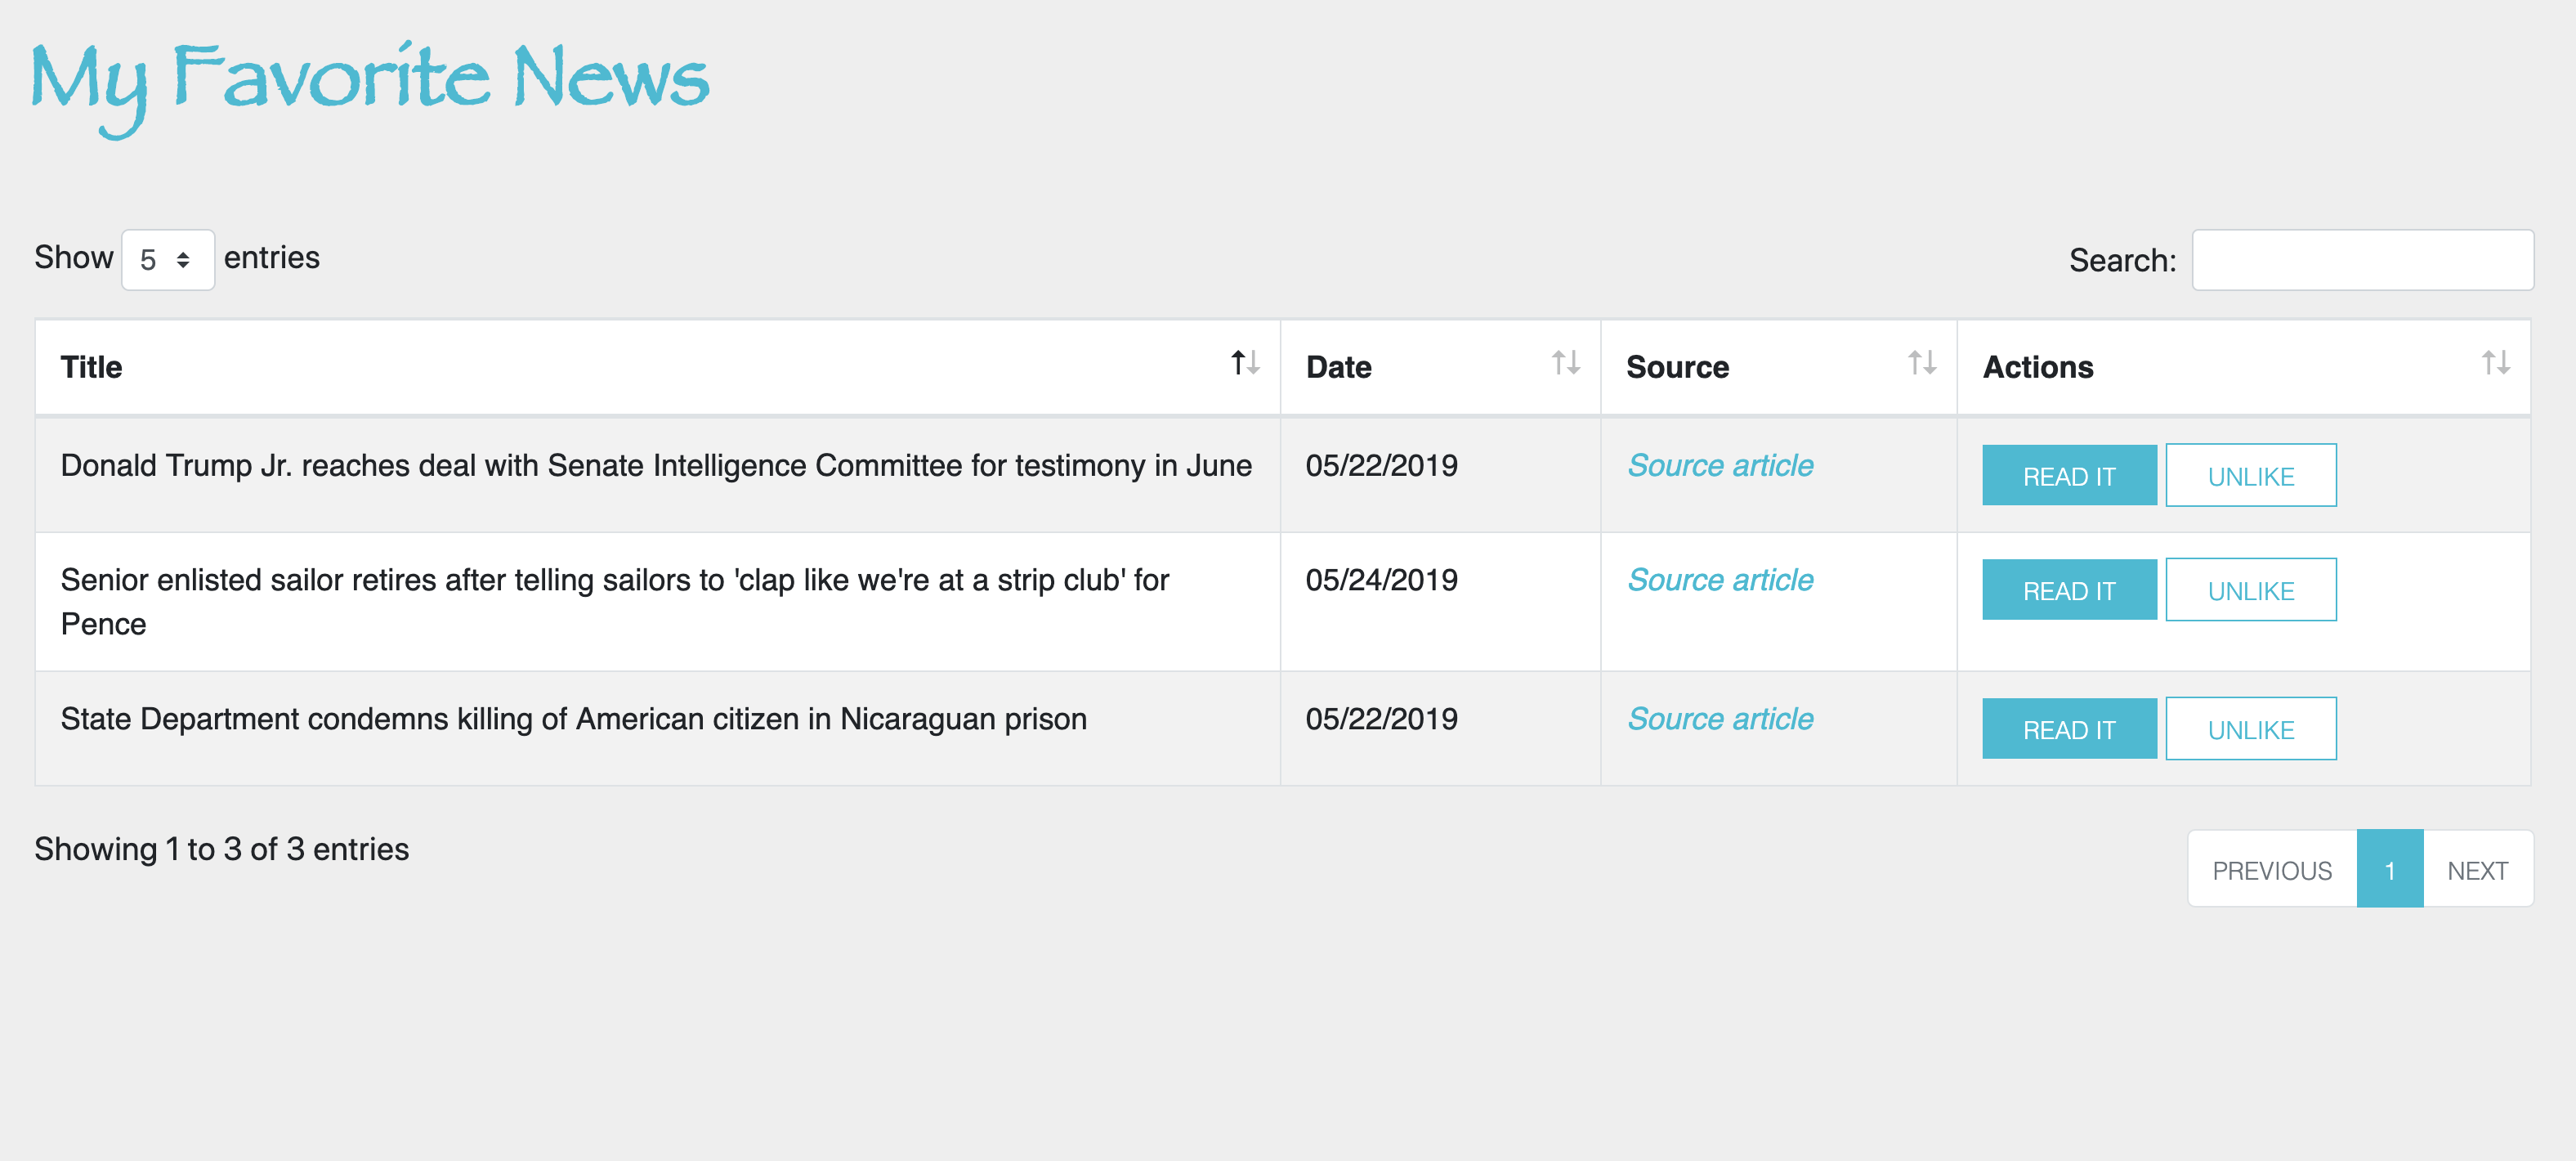 My Favorite News
Show 5 entries
Search:
Title Date Source Actions
Donald Trump Jr. reaches deal with Senate Intelligence Committee for testimony in June 05/22/2019 Source article READ IT UNLIKE
Senior enlisted sailor retires after telling sailors to 'clap like we're at a strip club' for 05/24/2019 Source article READ IT UNLIKE
Pence
State Department condemns killing of American citizen in Nicaraguan prison 05/22/2019 Source article READ IT UNLIKE
Showing 1 to 3 of 3 entries
PREVIOUS 1 NEXT